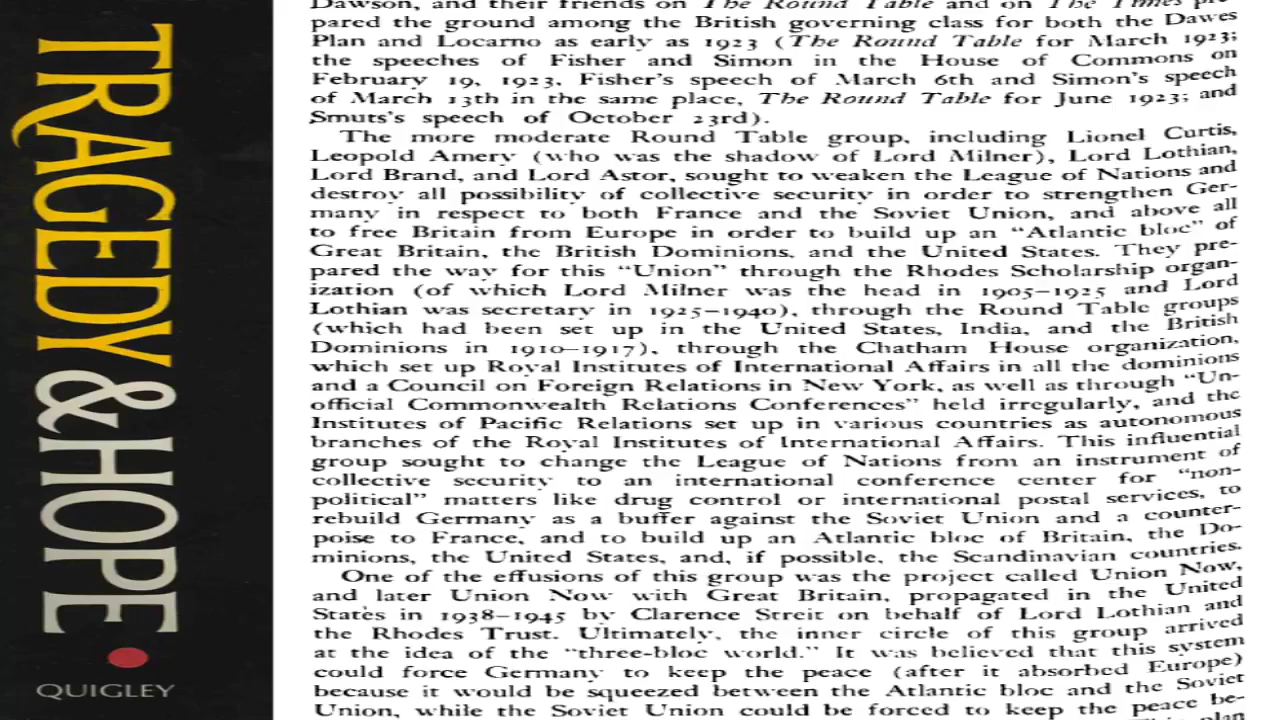 TRAGEDY & HOPE
QUIGLEY
Dawson, and their friends on The Round Table and on The Times pre-
pared the ground among the British governing class for both the Dawes
Plan and Locarno as early as 1923 (The Round Table for March 1923;
the speeches of Fisher and Simon in the House of Commons on
February 19, 1923, Fisher's speech of March 6th and Simon's speech
of March 13th in the same place, The Round Table for June 1923; and
Smuts's speech of October 23rd).
The more moderate Round Table group, including Lionel Curtis,
Leopold Amery (who was the shadow of Lord Milner), Lord Lothian,
Lord Brand, and Lord Astor, sought to weaken the League of Nations and
destroy all possibility of collective security in order to strengthen Ger-
many in respect to both France and the Soviet Union, and above all
to free Britain from Europe in order to build up an "Atlantic bloc" of
Great Britain, the British Dominions, and the United States. They pre-
pared the way for this "Union" through the Rhodes Scholarship organ-
ization (of which Lord Milner was the head in 1905–1925 and Lord
Lothian was secretary in 1925–1940), through the Round Table groups
(which had been set up in the United States, India, and the British
Dominions in 1910–1917), through the Chatham House organization,
which set up Royal Institutes of International Affairs in all the dominions
and a Council on Foreign Relations in New York, as well as through "Un-
official Commonwealth Relations Conferences" held irregularly, and the
Institutes of Pacific Relations set up in various countries as autonomous
branches of the Royal Institutes of International Affairs. This influential
group sought to change the League of Nations from an instrument of
collective security to an international conference center for "non-
political" matters like drug control or international postal services, to
rebuild Germany as a buffer against the Soviet Union and a counter-
poise to France, and to build up an Atlantic bloc of Britain, the Do-
minions, the United States, and, if possible, the Scandinavian countries.
One of the effusions of this group was the project called Union Now,
and later Union Now with Great Britain, propagated in the United
States in 1938–1945 by Clarence Streit on behalf of Lord Lothian and
the Rhodes Trust. Ultimately, the inner circle of this group arrived
at the idea of the "three-bloc world." It was believed that this system
could force Germany to keep the peace (after it absorbed Europe)
because it would be squeezed between the Atlantic bloc and the Soviet
Union, while the Soviet Union could be forced to keep the peace be-
plan